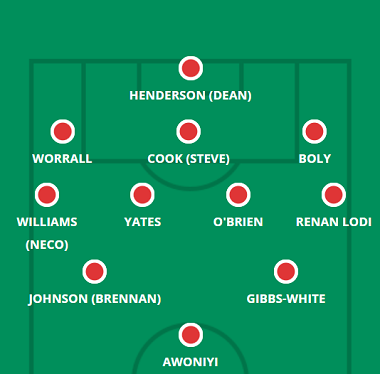 HENDERSON (DEAN)
WORRALL COOK (STEVE) BOLY
WILLIAMS (NECO) YATES O'BRIEN RENAN LODI
JOHNSON (BRENNAN) GIBBS-WHITE
AWONIYI